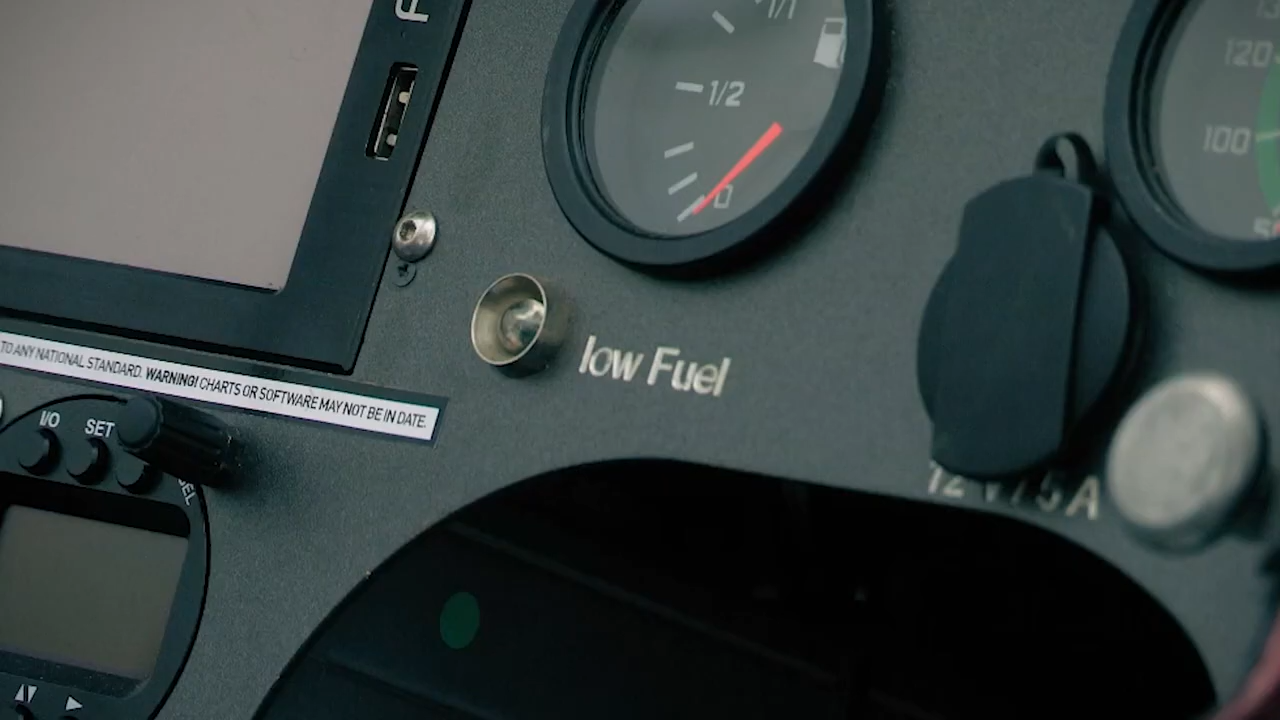 1/1
1/2
0
120
100
TO ANY NATIONAL STANDARD. WARNING! CHARTS OR SOFTWARE MAY NOT BE IN DATE.
low Fuel
I/O
SET
12 V / 5 A